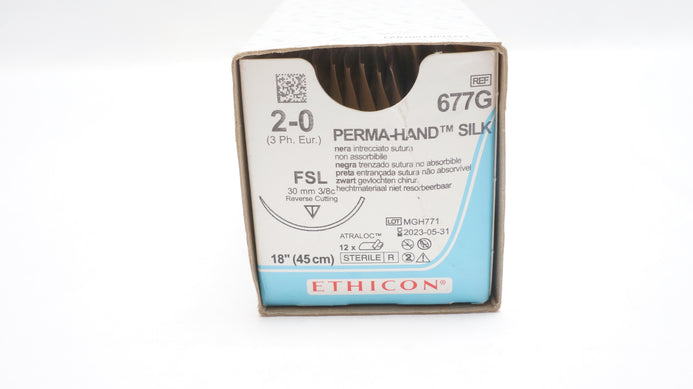 REF
677G
2-0
(3 Ph. Eur.)
PERMA-HAND™ SILK
nera intrecciato sutura
non assorbibile
negra trenzado sutura no absorbible
preta entrançada sutura não absorvível
zwart gevlochten chirur.
hechtmateriaal niet resorbeerbaar
FSL
30 mm 3/8c
Reverse Cutting
LOT MGH771
2023-05-31
ATRALOC™
12 x
STERILE R 2
18" (45 cm)
ETHICON®